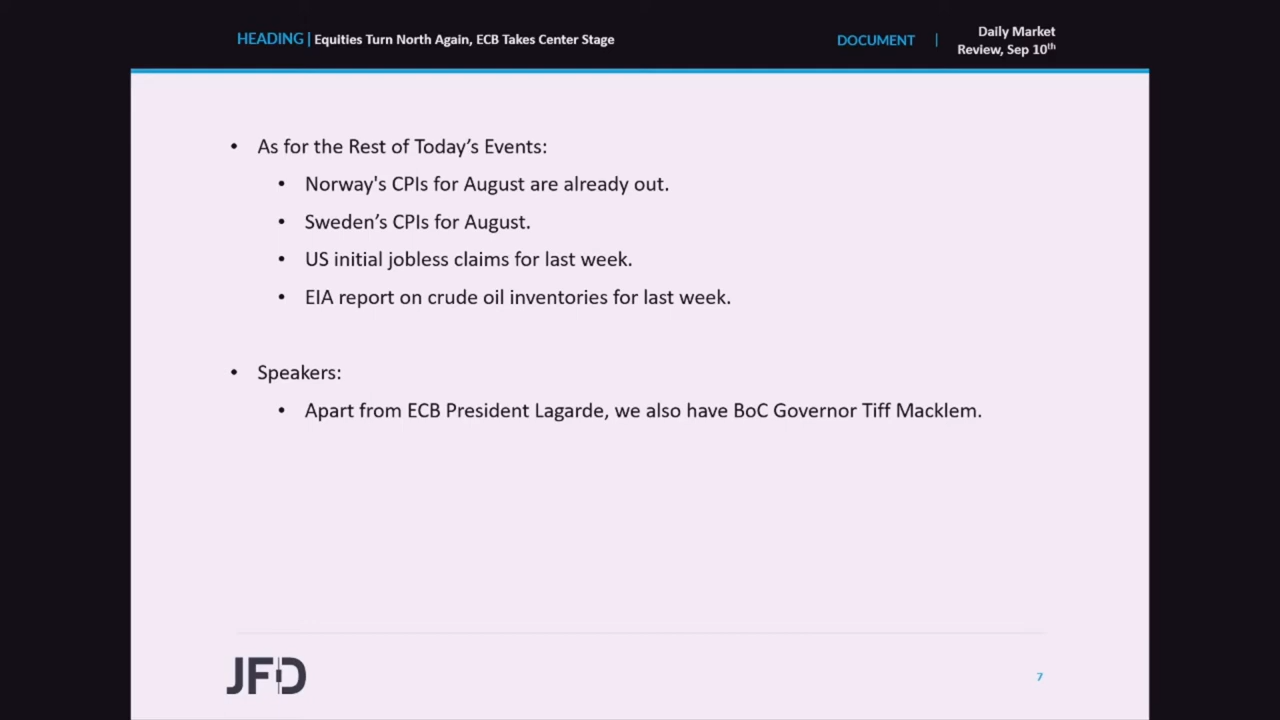 HEADING | Equities Turn North Again, ECB Takes Center Stage
DOCUMENT | Daily Market
Review, Sep 10th
• As for the Rest of Today’s Events:
• Norway's CPIs for August are already out.
• Sweden’s CPIs for August.
• US initial jobless claims for last week.
• EIA report on crude oil inventories for last week.
• Speakers:
• Apart from ECB President Lagarde, we also have BoC Governor Tiff Macklem.
JFD
7